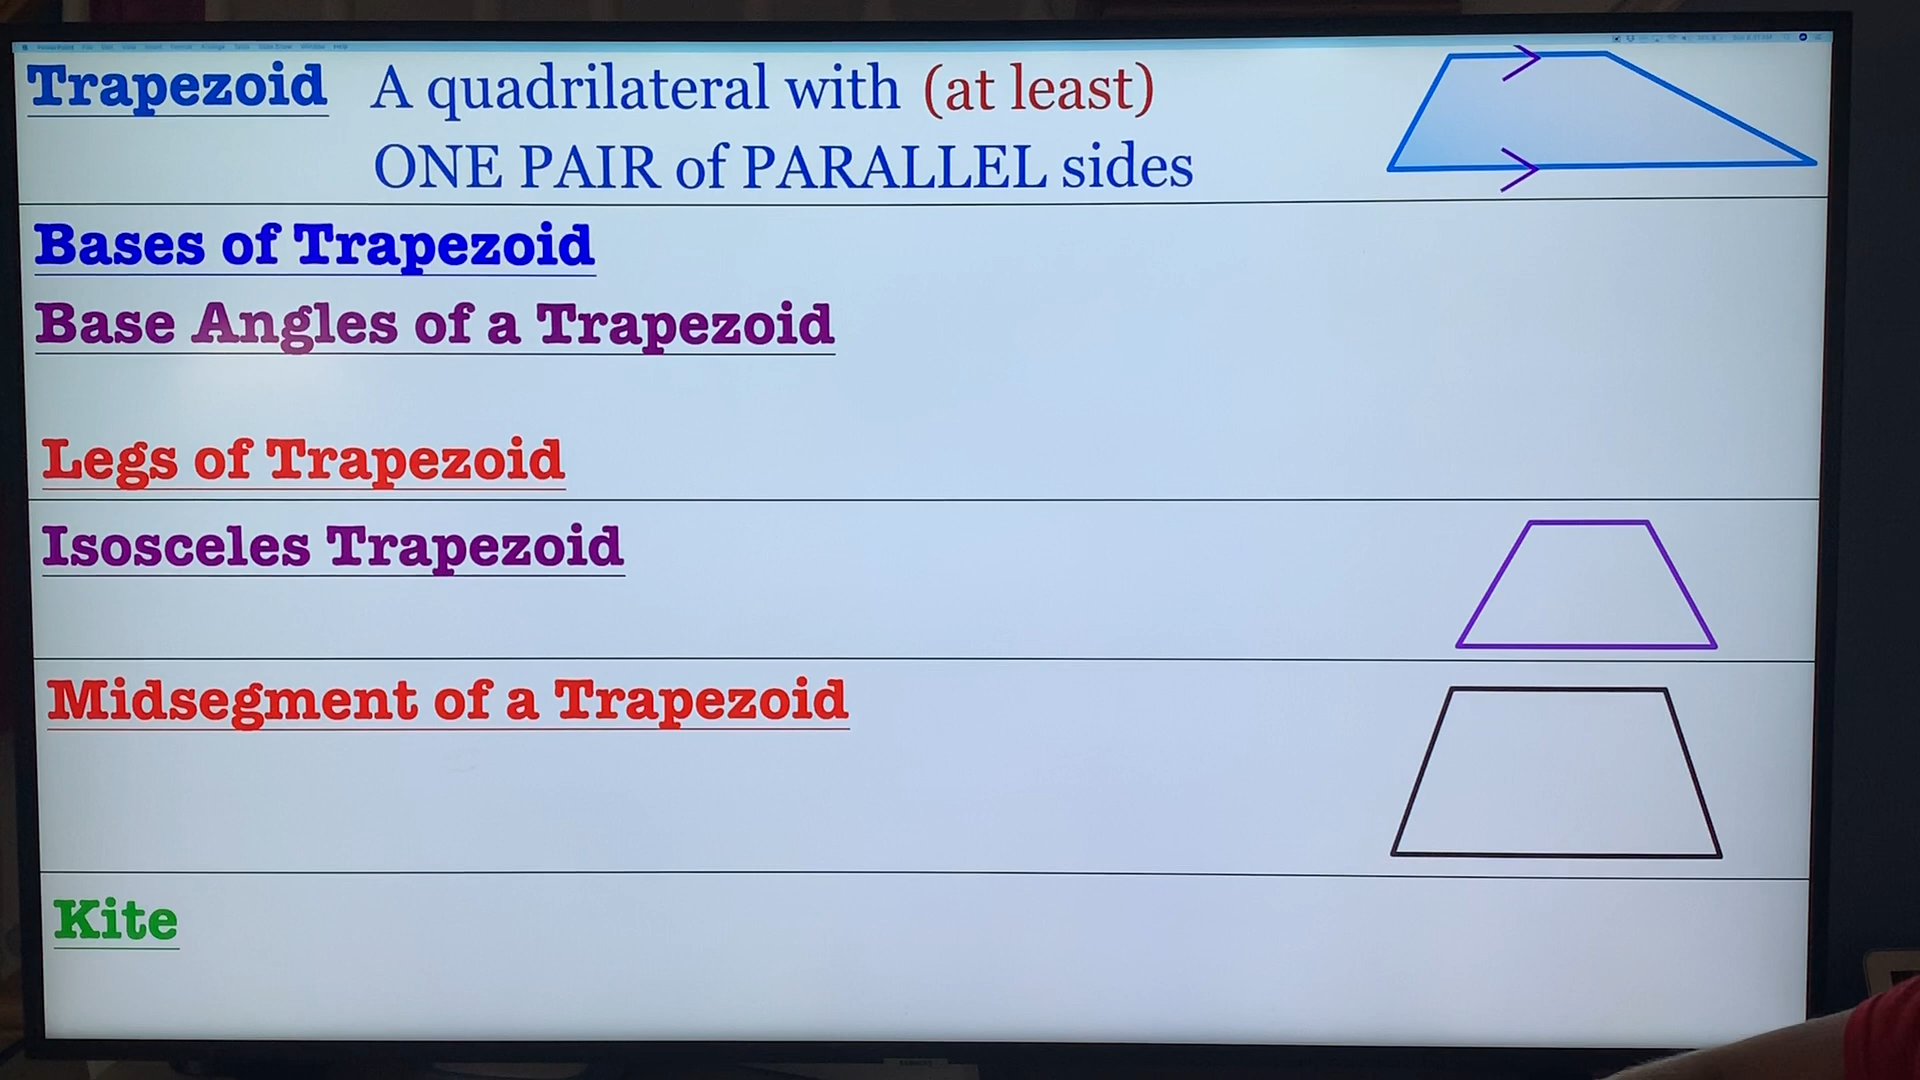 Trapezoid A quadrilateral with (at least)
ONE PAIR of PARALLEL sides
Bases of Trapezoid
Base Angles of a Trapezoid
Legs of Trapezoid
Isosceles Trapezoid
Midsegment of a Trapezoid
Kite